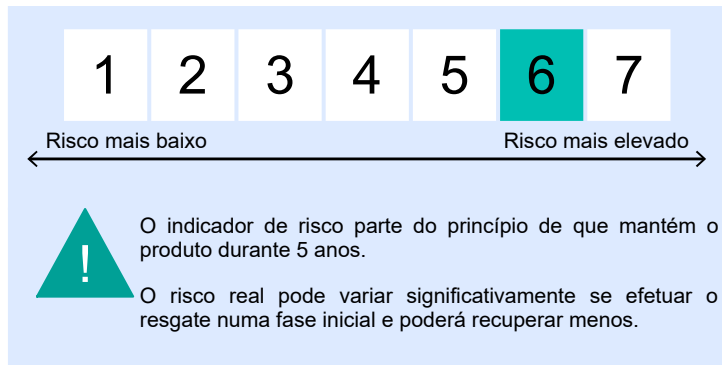 1 2 3 4 5 6 7
Risco mais baixo Risco mais elevado
!
O indicador de risco parte do princípio de que mantém o
produto durante 5 anos.
O risco real pode variar significativamente se efetuar o
resgate numa fase inicial e poderá recuperar menos.